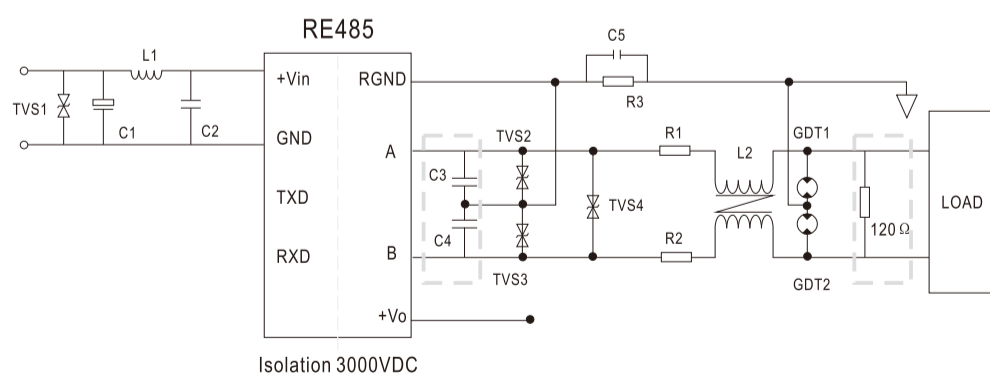 RE485
C5
L1
+Vin
RGND
R3
TVS1
C1
C2
GND
TVS2
R1
GDT1
A
L2
C3
TXD
TVS4
LOAD
120 Ω
C4
R2
RXD
B
TVS3
GDT2
+Vo
Isolation 3000VDC